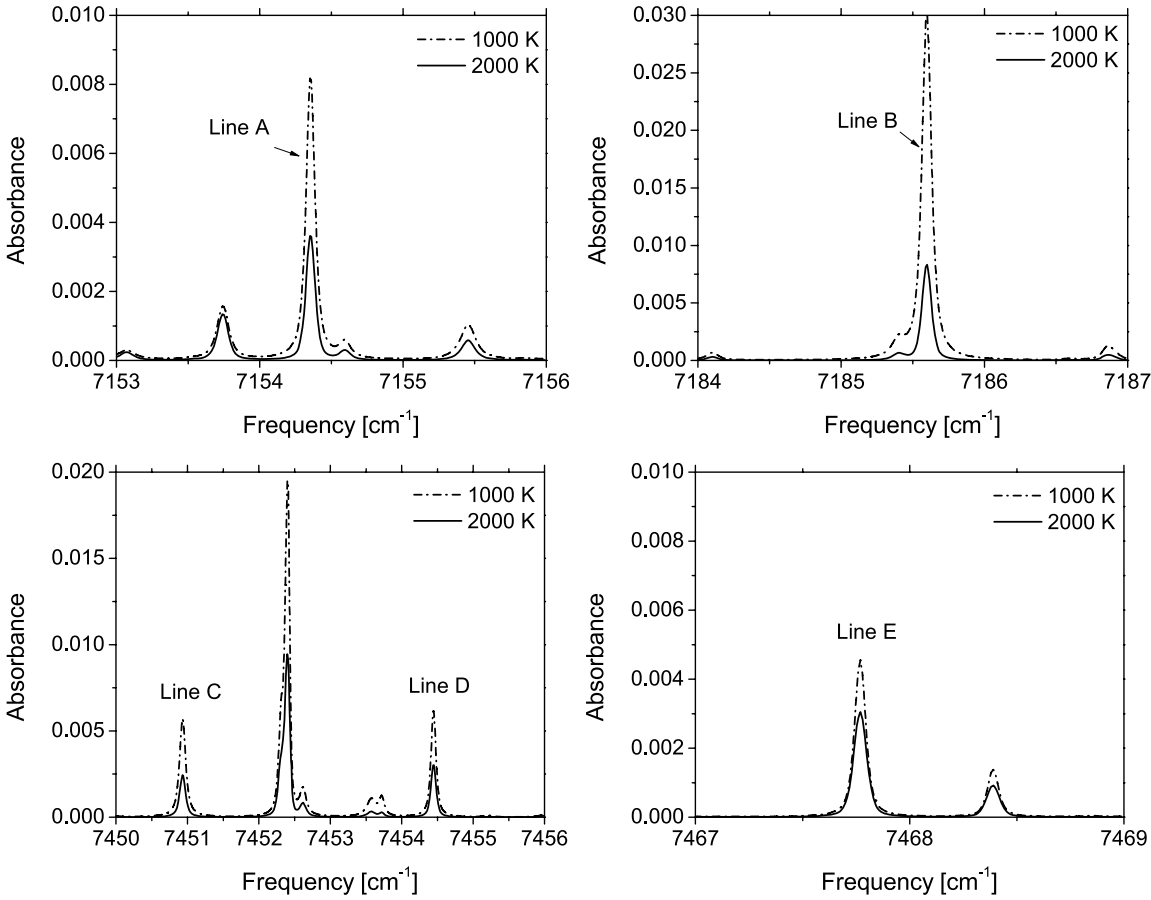 0.010
0.008
0.006
0.004
0.002
0.000
Absorbance
1000 K
2000 K
Line A
7153
7154
7155
7156
Frequency [cm⁻¹]
0.030
0.025
0.020
0.015
0.010
0.005
0.000
Absorbance
1000 K
2000 K
Line B
7184
7185
7186
7187
Frequency [cm⁻¹]
0.020
0.015
0.010
0.005
0.000
Absorbance
1000 K
2000 K
Line C
Line D
7450
7451
7452
7453
7454
7455
7456
Frequency [cm⁻¹]
0.010
0.008
0.006
0.004
0.002
0.000
Absorbance
1000 K
2000 K
Line E
7467
7468
7469
Frequency [cm⁻¹]